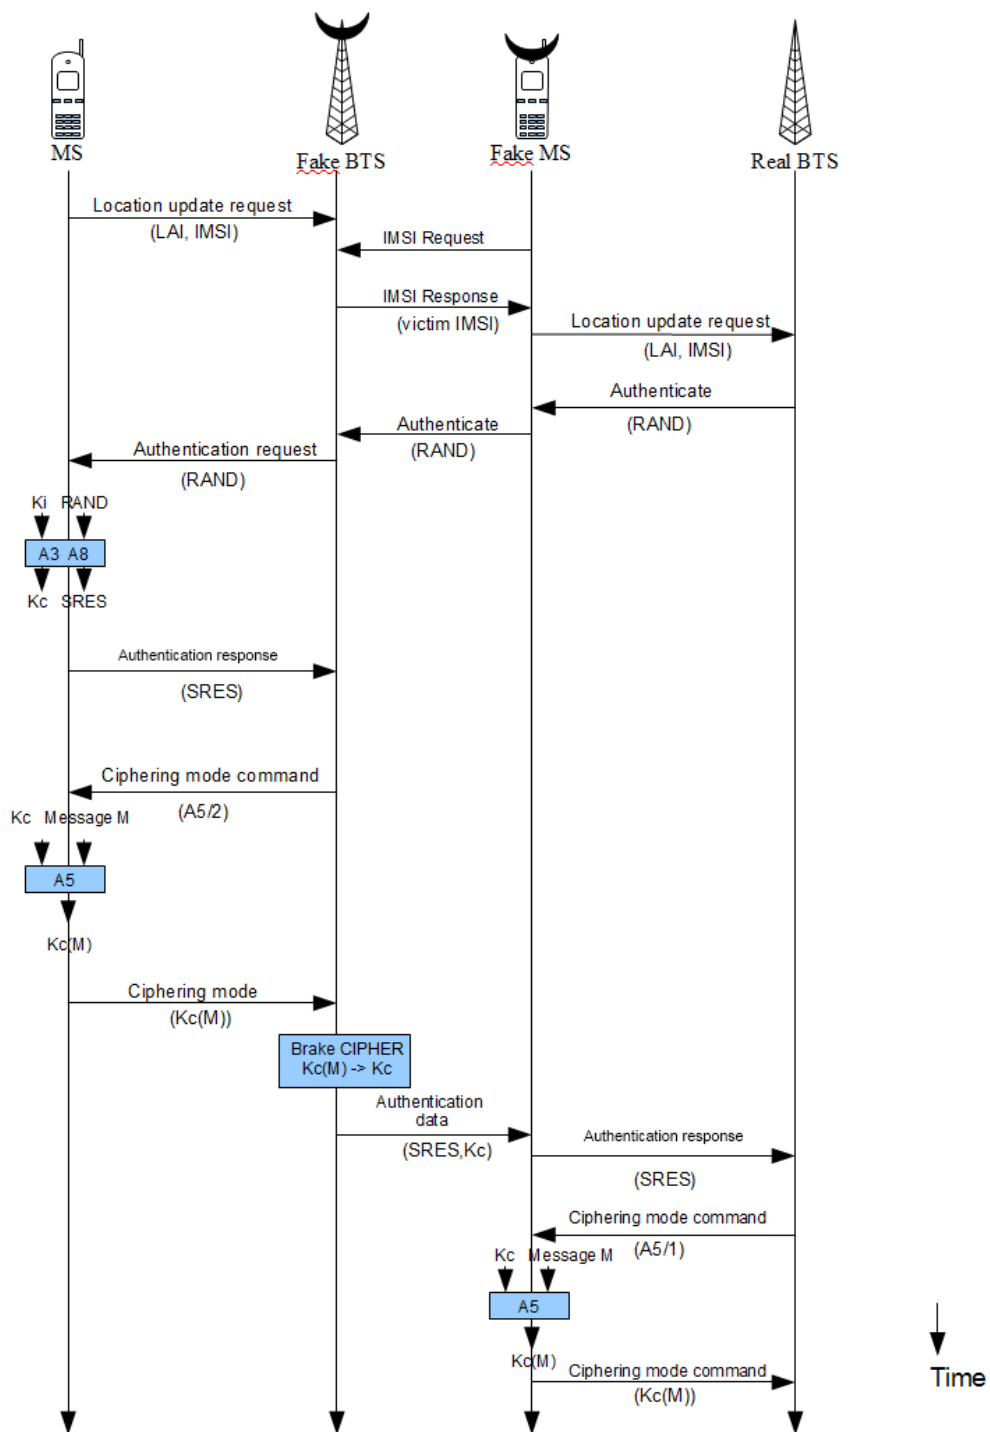 MS
Fake BTS
Fake MS
Real BTS
Location update request
(LAI, IMSI)
IMSI Request
IMSI Response
(victim IMSI)
Location update request
(LAI, IMSI)
Authenticate
(RAND)
Authenticate
(RAND)
Authentication request
(RAND)
Ki RAND
A3 A8
Kc SRES
Authentication response
(SRES)
Ciphering mode command
(A5/2)
Kc Message M
A5
Kc(M)
Ciphering mode
(Kc(M))
Brake CIPHER
Kc(M) -> Kc
Authentication
data
(SRES,Kc)
Authentication response
(SRES)
Ciphering mode command
(A5/1)
Kc Message M
A5
Kc(M)
Ciphering mode command
(Kc(M))
Time